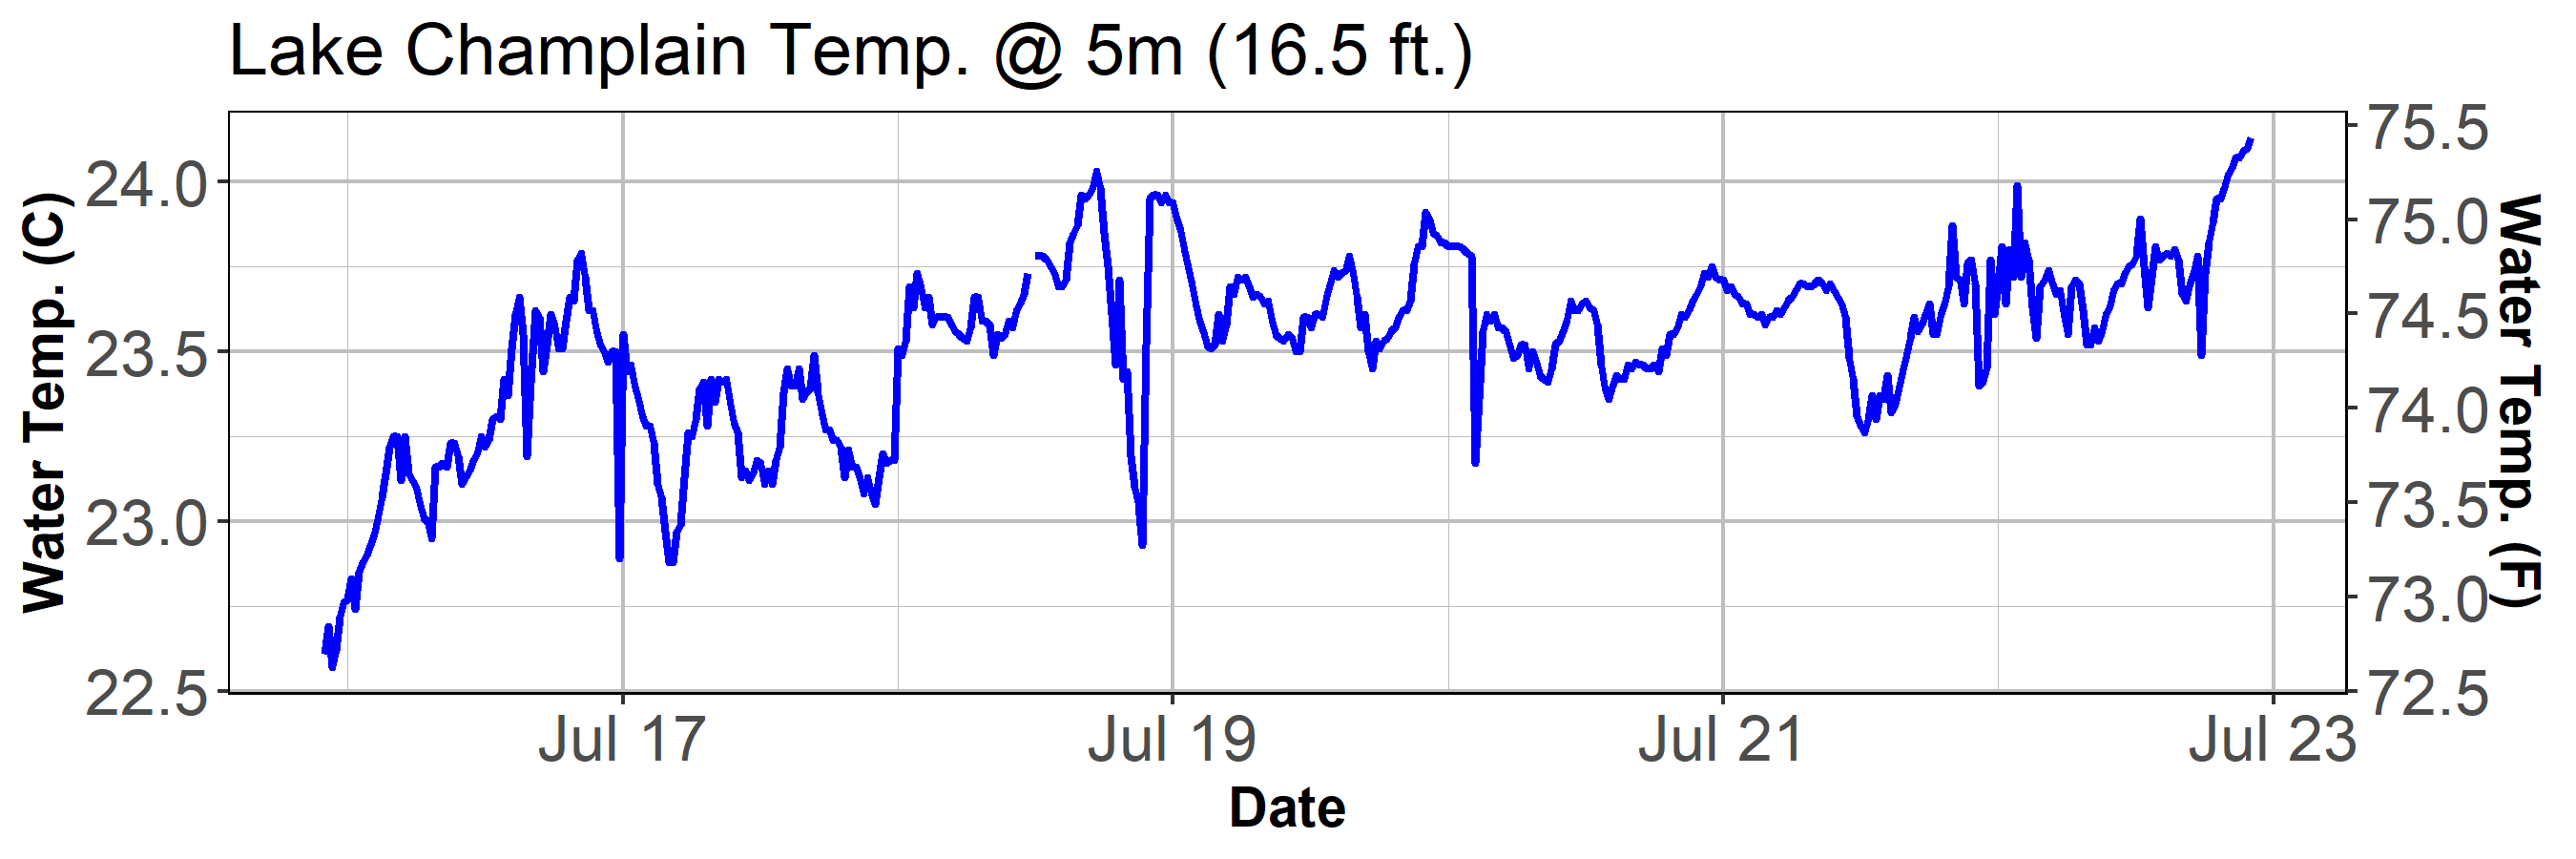 Lake Champlain Temp. @ 5m (16.5 ft.)
Water Temp. (C)
24.0
23.5
23.0
22.5
75.5
75.0
74.5
74.0
73.5
73.0
72.5
Water Temp. (F)
Jul 17 Jul 19 Jul 21 Jul 23
Date